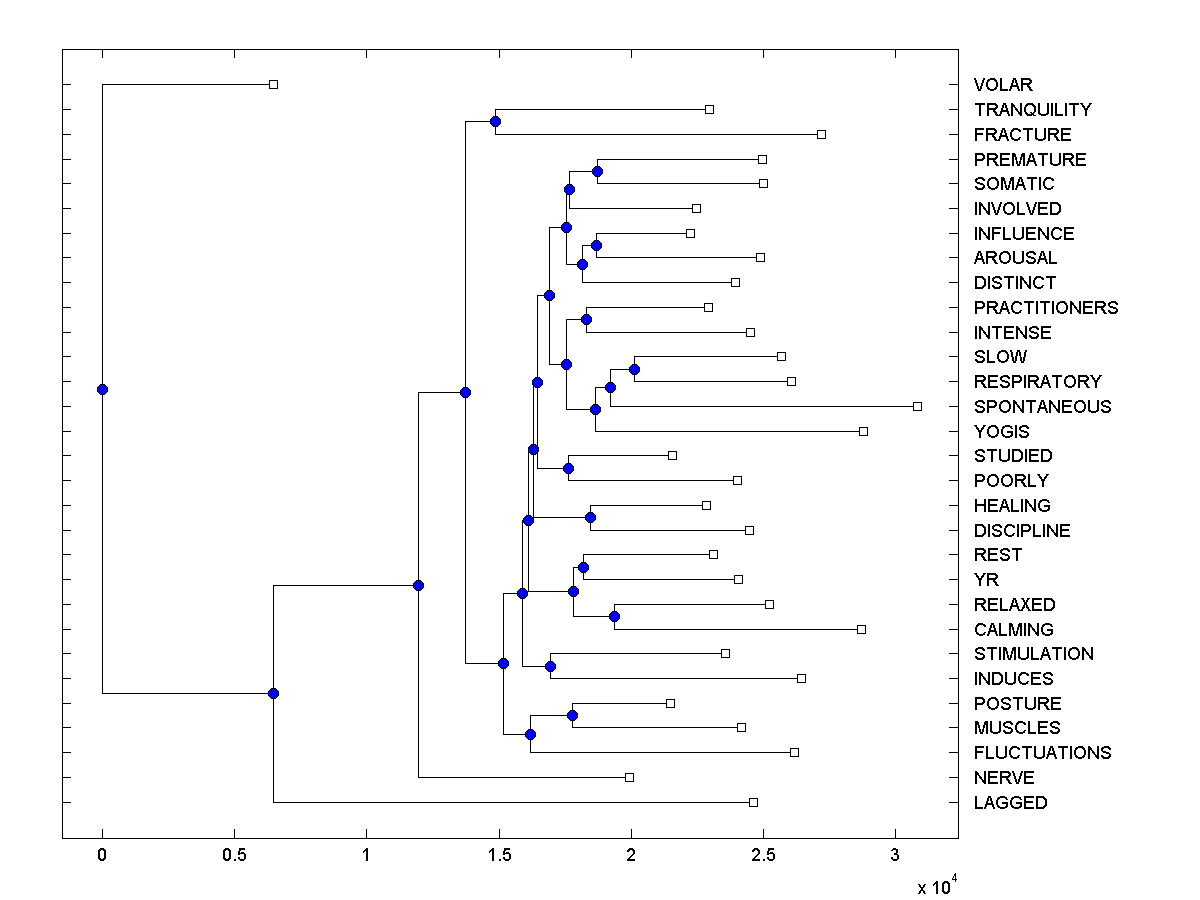 VOLAR
TRANQUILITY
FRACTURE
PREMATURE
SOMATIC
INVOLVED
INFLUENCE
AROUSAL
DISTINCT
PRACTITIONERS
INTENSE
SLOW
RESPIRATORY
SPONTANEOUS
YOGIS
STUDIED
POORLY
HEALING
DISCIPLINE
REST
YR
RELAXED
CALMING
STIMULATION
INDUCES
POSTURE
MUSCLES
FLUCTUATIONS
NERVE
LAGGED
0 0.5 1 1.5 2 2.5 3
x 10^4